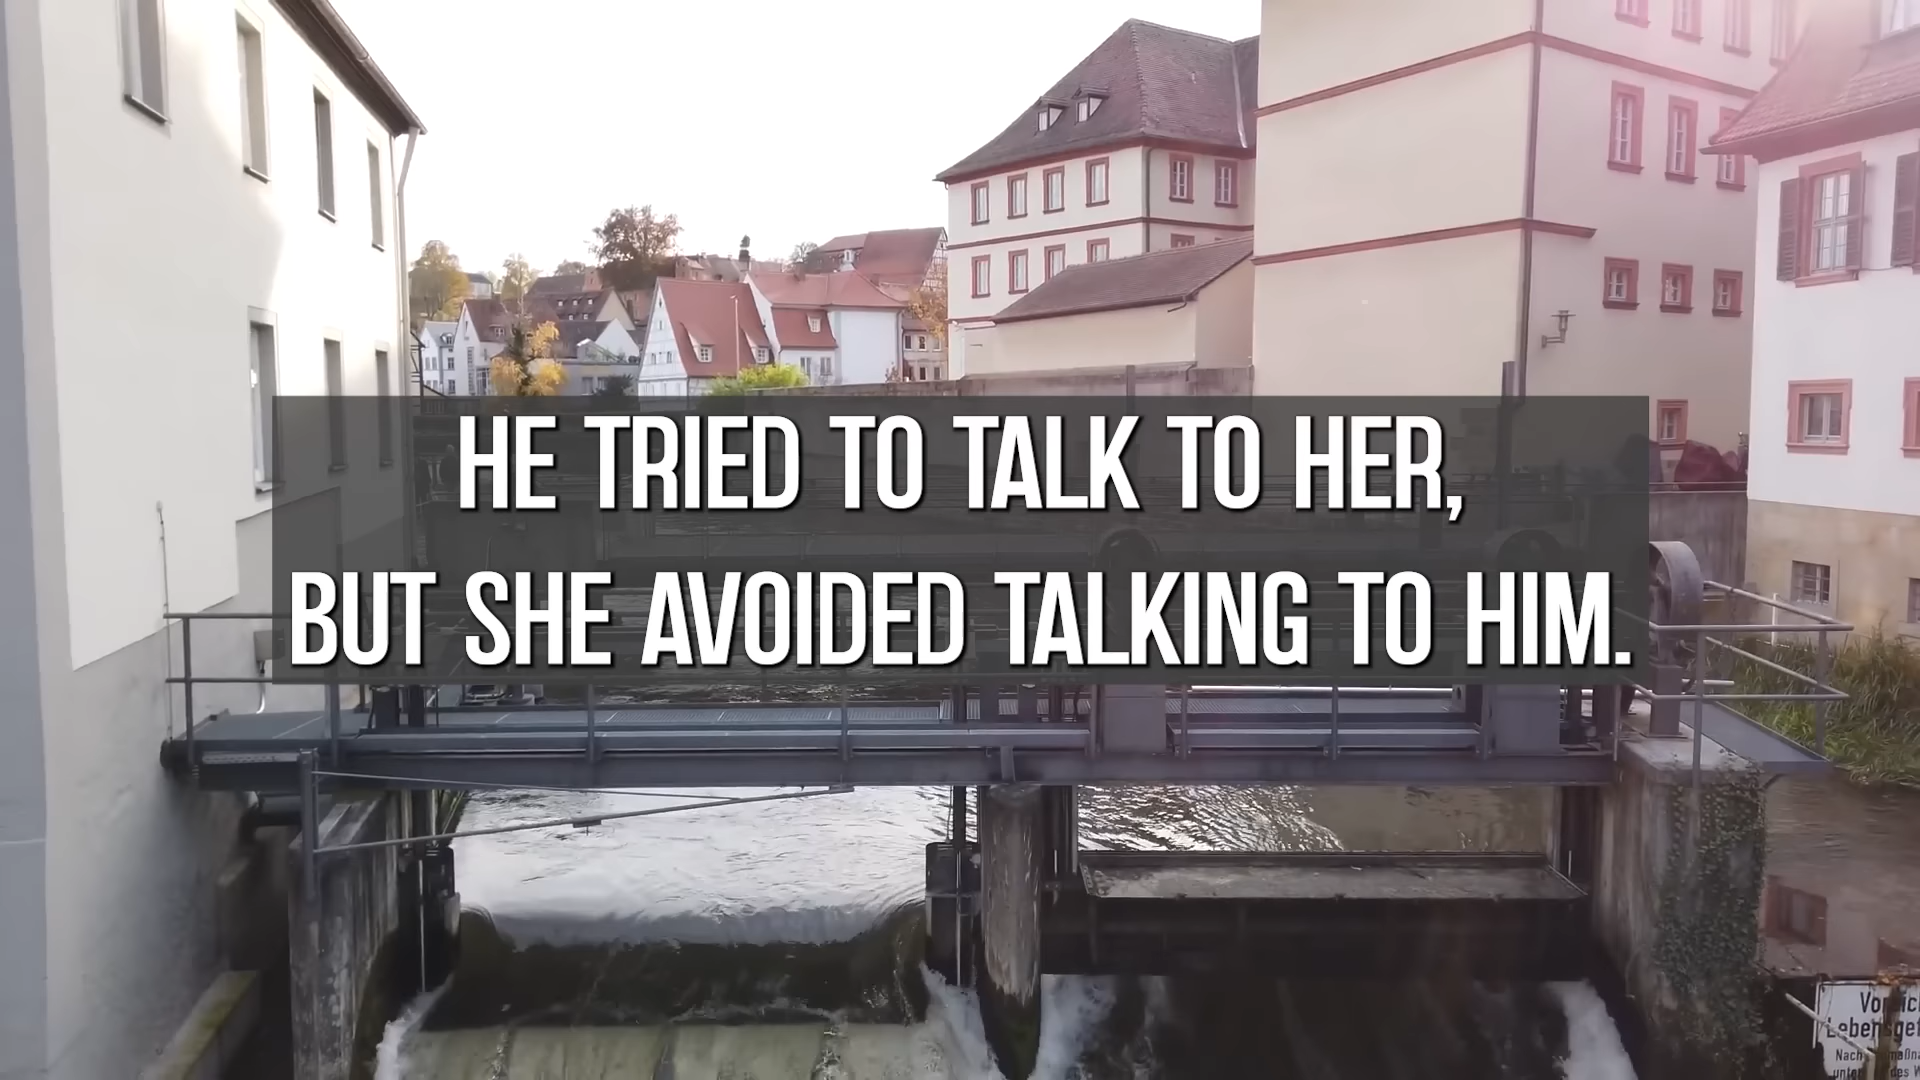 HE TRIED TO TALK TO HER,
BUT SHE AVOIDED TALKING TO HIM.